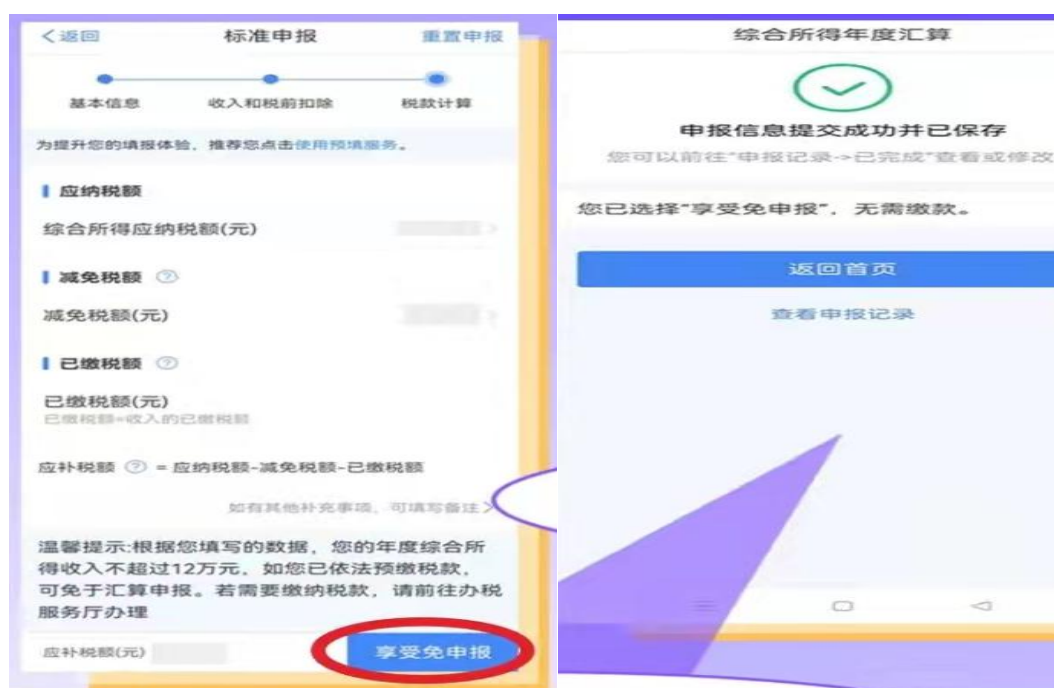 返回
标准申报
重置申报
基本信息
收入和税前扣除
税款计算
为提升您的填报体验，推荐您点击使用预填服务。
应纳税额
综合所得应纳税额(元)
减免税额 ?
减免税额(元)
已缴税额 ?
已缴税额(元)
已缴税额=收入的已缴税额
应补税额 ? = 应纳税额-减免税额-已缴税额
如有其他补充事项，可填写备注
温馨提示:根据您填写的数据，您的年度综合所
得收入不超过12万元，如您已依法预缴税款，
可免于汇算申报。若需要缴纳税款，请前往办税
服务厅办理
应补税额(元)
享受免申报
综合所得年度汇算
申报信息提交成功并已保存
您可以前往“申报记录->已完成”查看或修改
您已选择“享受免申报”，无需缴款。
返回首页
查看申报记录